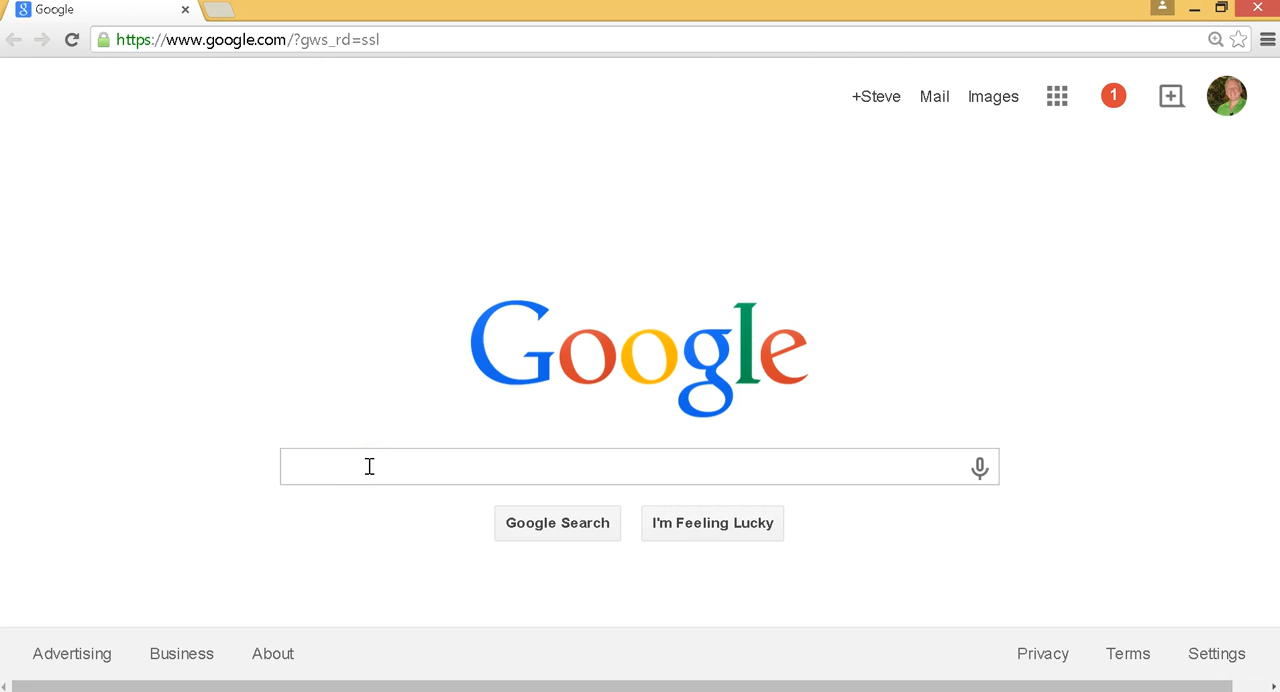 Google
https://www.google.com/?gws_rd=ssl
+Steve Mail Images 1
Google
Google Search I'm Feeling Lucky
Advertising Business About Privacy Terms Settings